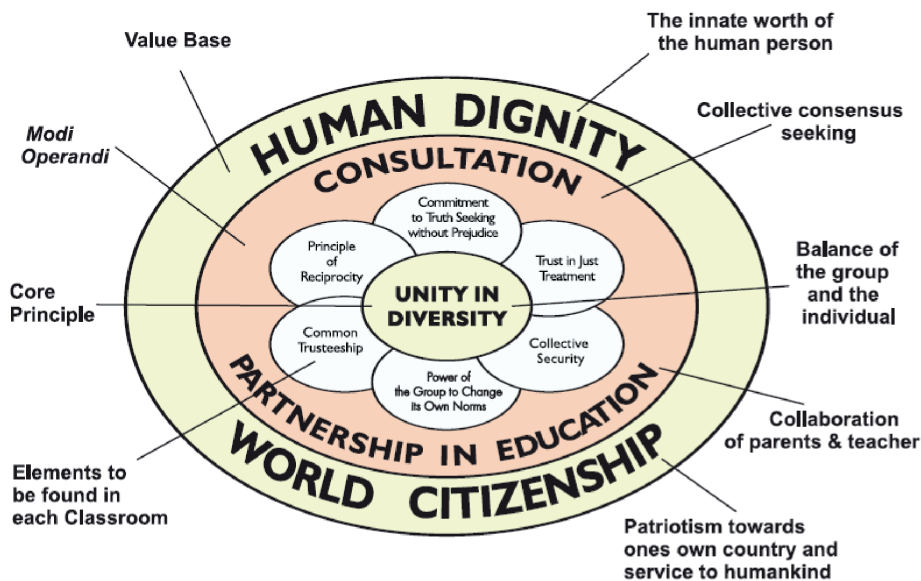 Value Base
The innate worth of
the human person
Modi
Operandi
Collective consensus
seeking
HUMAN DIGNITY
CONSULTATION
Commitment
to Truth Seeking
without Prejudice
Principle
of
Reciprocity
Trust in Just
Treatment
Core
Principle
UNITY IN
DIVERSITY
Balance of
the group
and the
individual
Common
Trusteeship
Collective
Security
Power of
the Group to Change
its Own Norms
PARTNERSHIP IN EDUCATION
WORLD CITIZENSHIP
Collaboration
of parents & teacher
Elements to
be found in
each Classroom
Patriotism towards
ones own country and
service to humankind